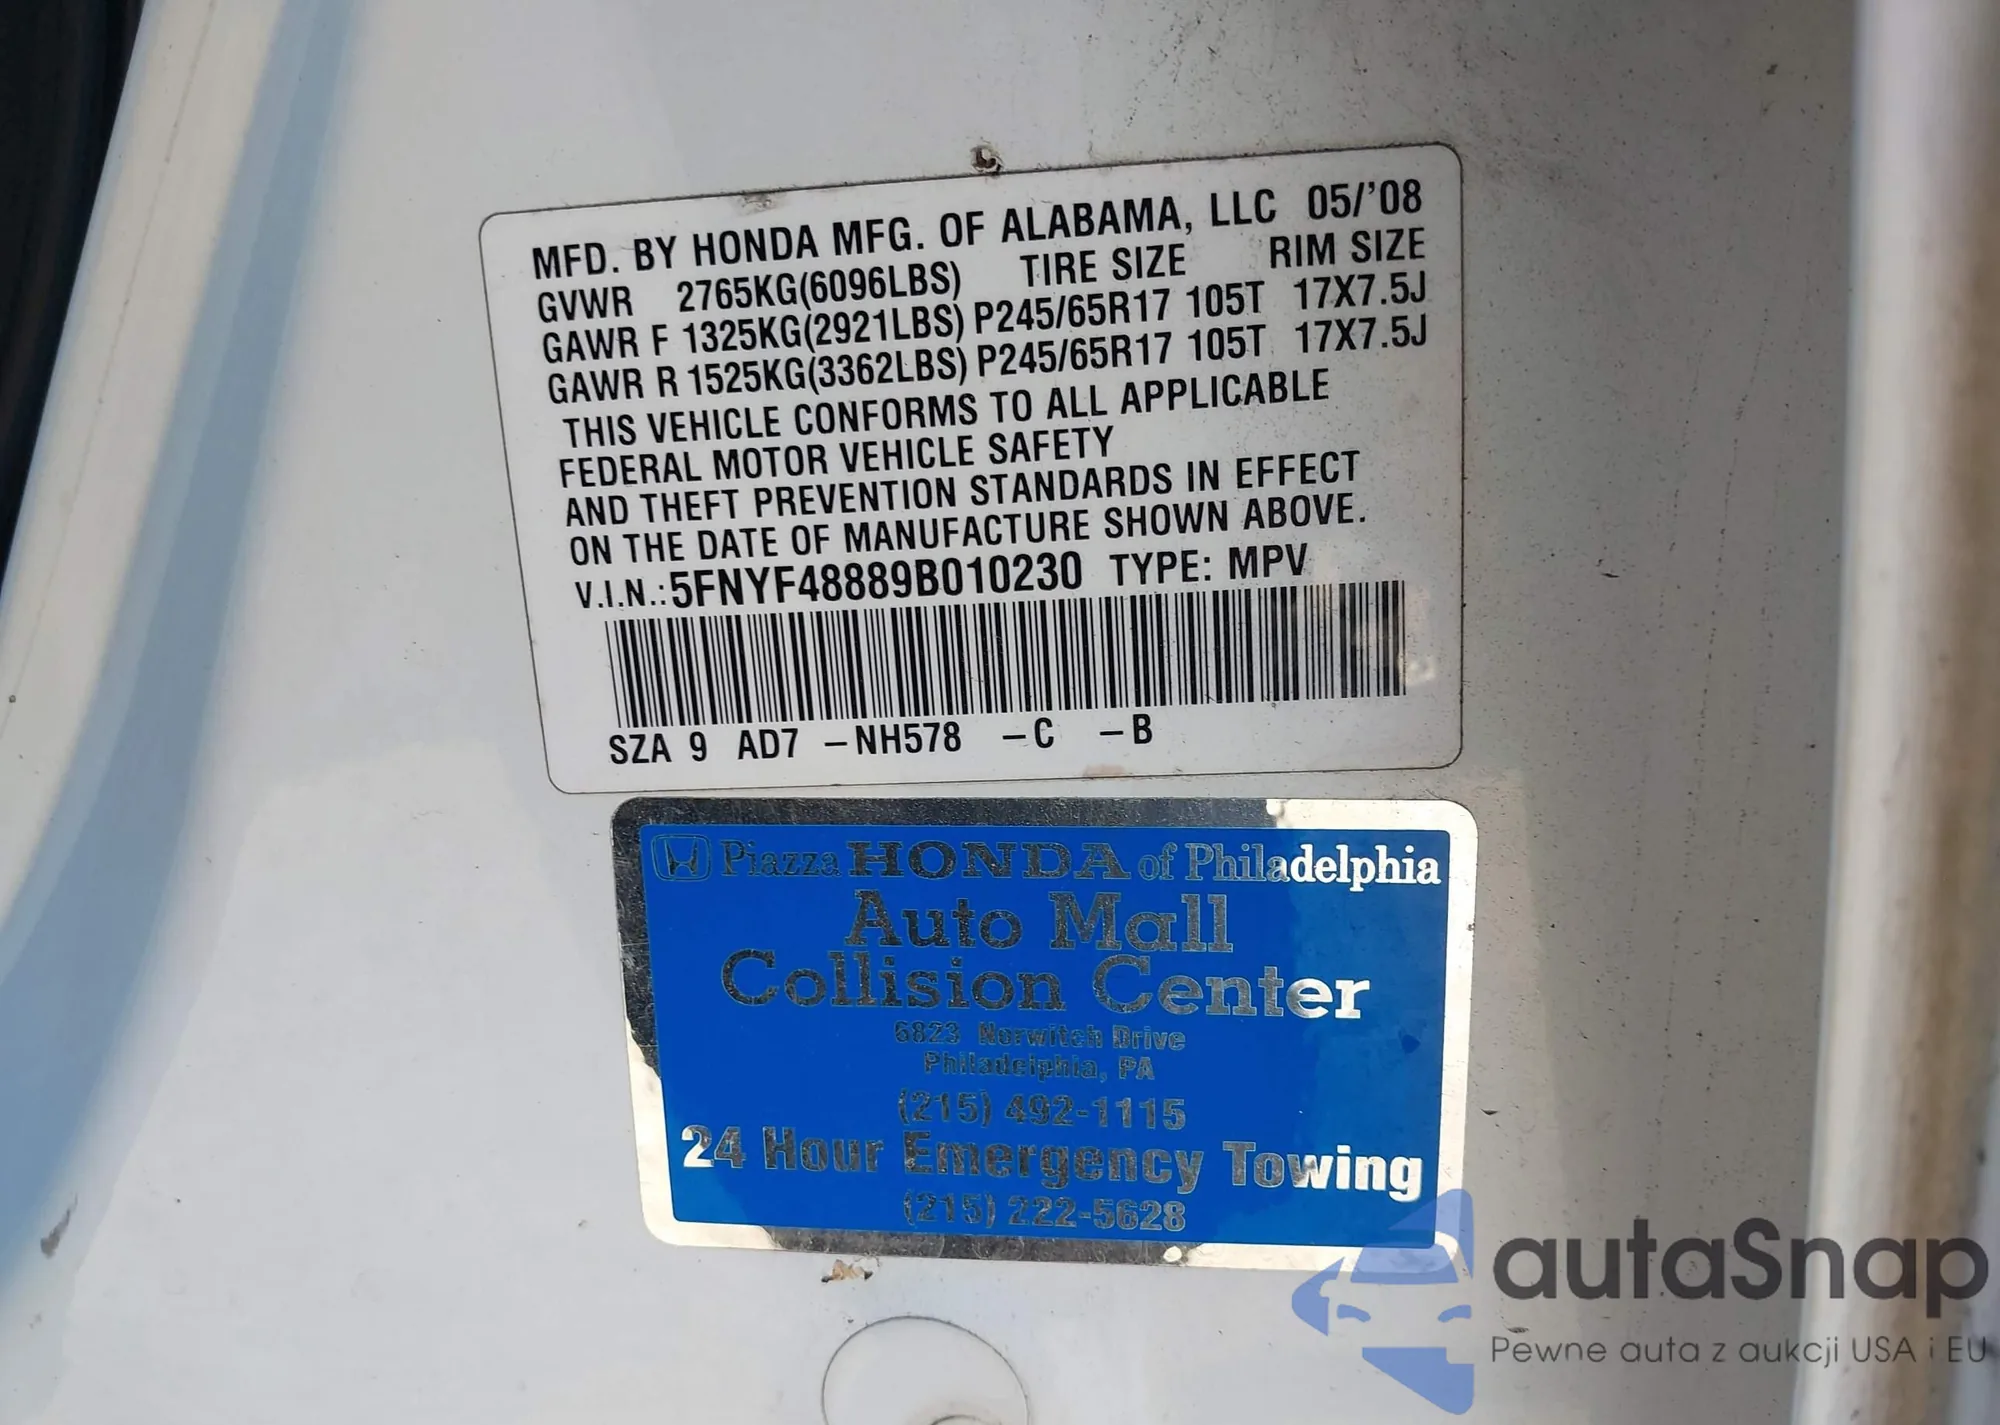 MFD. BY HONDA MFG. OF ALABAMA, LLC 05/'08
GVWR 2765KG(6096LBS) TIRE SIZE RIM SIZE
GAWR F 1325KG(2921LBS) P245/65R17 105T 17X7.5J
GAWR R 1525KG(3362LBS) P245/65R17 105T 17X7.5J
THIS VEHICLE CONFORMS TO ALL APPLICABLE
FEDERAL MOTOR VEHICLE SAFETY
AND THEFT PREVENTION STANDARDS IN EFFECT
ON THE DATE OF MANUFACTURE SHOWN ABOVE.
V.I.N.:5FNYF48889B010230 TYPE: MPV
SZA 9 AD7 -NH578 -C -B
Piazza HONDA of Philadelphia
Auto Mall
Collision Center
6823 Norwitch Drive
Philadelphia, PA
(215) 492-1115
24 Hour Emergency Towing
(215) 222-5628
autaSnap
Pewne auta z aukcji USA i EU